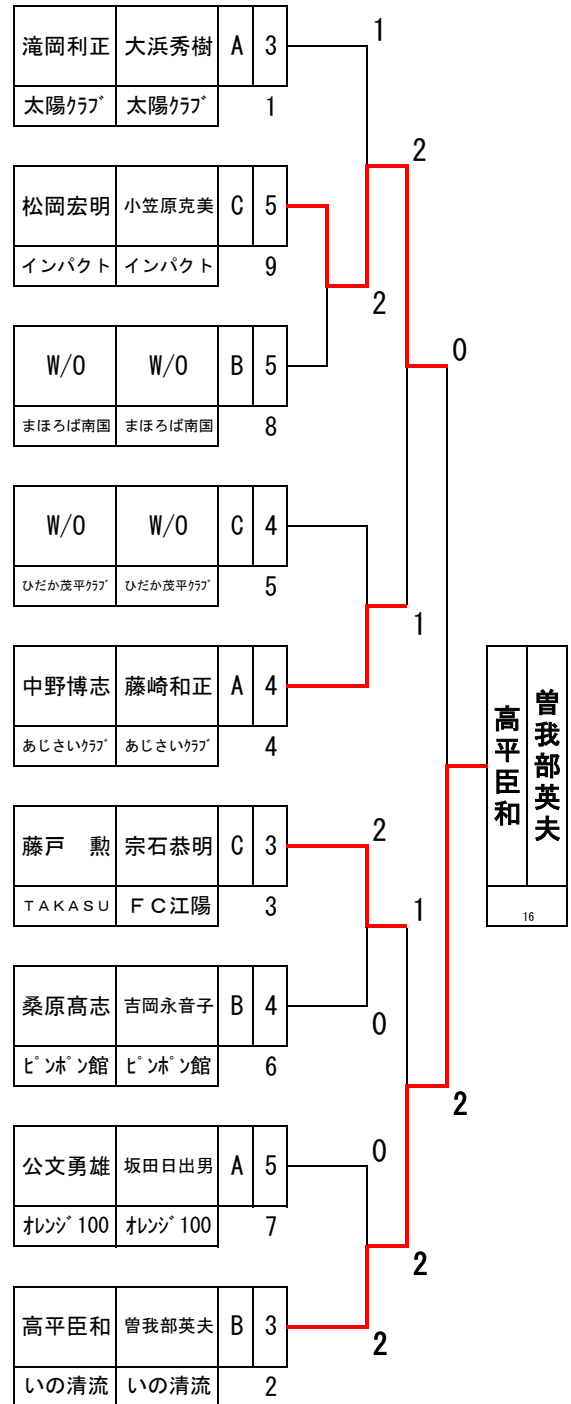 滝岡利正 大浜秀樹 A 3
太陽ｸﾗﾌﾞ 太陽ｸﾗﾌﾞ 1
1
2
松岡宏明 小笠原克美 C 5
インパクト インパクト 9
2
0
W/O W/O B 5
まほろば南国 まほろば南国 8
W/O W/O C 4
ひだか茂平ｸﾗﾌﾞ ひだか茂平ｸﾗﾌﾞ 5
1
中野博志 藤崎和正 A 4
あじさいｸﾗﾌﾞ あじさいｸﾗﾌﾞ 4
高平臣和
曽我部英夫
16
藤戸　勲 宗石恭明 C 3
ＴＡＫＡＳＵ ＦＣ江陽 3
2
1
桑原髙志 吉岡永音子 B 4
ﾋﾟﾝﾎﾟﾝ館 ﾋﾟﾝﾎﾟﾝ館 6
0
2
公文勇雄 坂田日出男 A 5
ｵﾚﾝｼﾞ100 ｵﾚﾝｼﾞ100 7
0
2
高平臣和 曽我部英夫 B 3
いの清流 いの清流 2
2